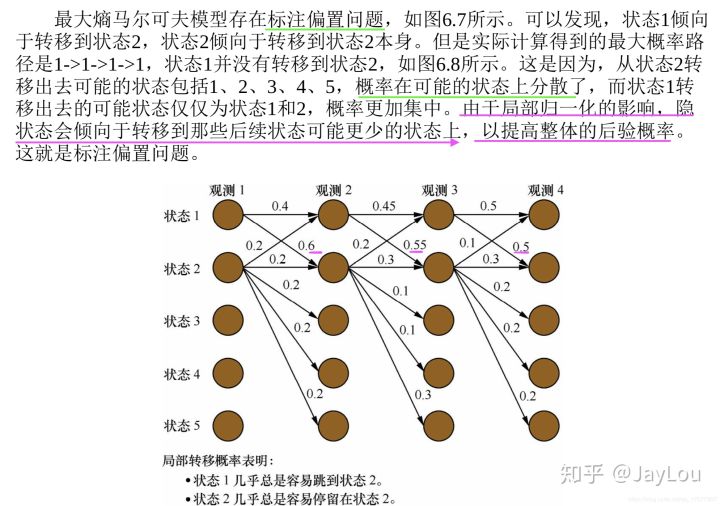 最大熵马尔可夫模型存在标注偏置问题，如图6.7所示。可以发现，状态1倾向
于转移到状态2，状态2倾向于转移到状态2本身。但是实际计算得到的最大概率路
径是1->1->1->1，状态1并没有转移到状态2，如图6.8所示。这是因为，从状态2转
移出去可能的状态包括1、2、3、4、5，概率在可能的状态上分散了，而状态1转
移出去的可能状态仅仅为状态1和2，概率更加集中。由于局部归一化的影响，隐
状态会倾向于转移到那些后续状态可能更少的状态上，以提高整体的后验概率。
这就是标注偏置问题。
观测 1 观测 2 观测 3 观测 4
状态 1 0.4 0.45 0.5
0.2 0.6 0.2 0.55 0.1 0.5
状态 2 0.2 0.3 0.3
0.2 0.1 0.2
状态 3 0.2 0.1 0.2
状态 4
0.2 0.3 0.2
状态 5
局部转移概率表明：
•状态 1 几乎总是容易跳到状态 2。
•状态 2 几乎总是容易停留在状态 2。
知乎 @JayLou